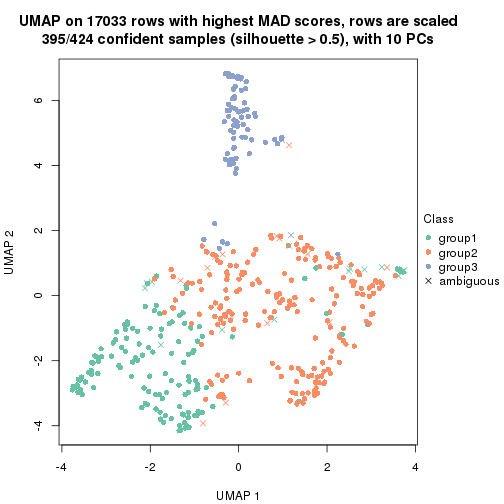 UMAP on 17033 rows with highest MAD scores, rows are scaled
395/424 confident samples (silhouette > 0.5), with 10 PCs
6
4
2
0
-2
-4
UMAP 2
-4
-2
0
2
4
UMAP 1
Class
group1
group2
group3
ambiguous